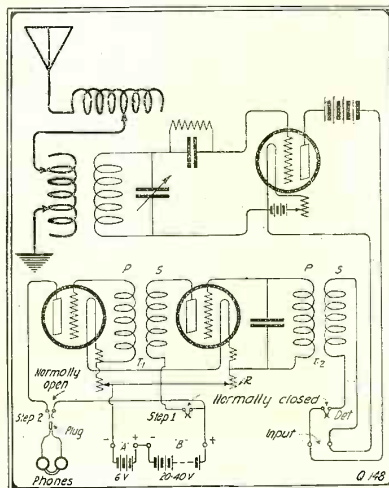 P S P S
T1 T2
R
Normally open
Normally closed
Step 2
Step 1
Det
Plug
Input
Phones
- "A" + - "B" +
6 V 20-40 V
Q 148